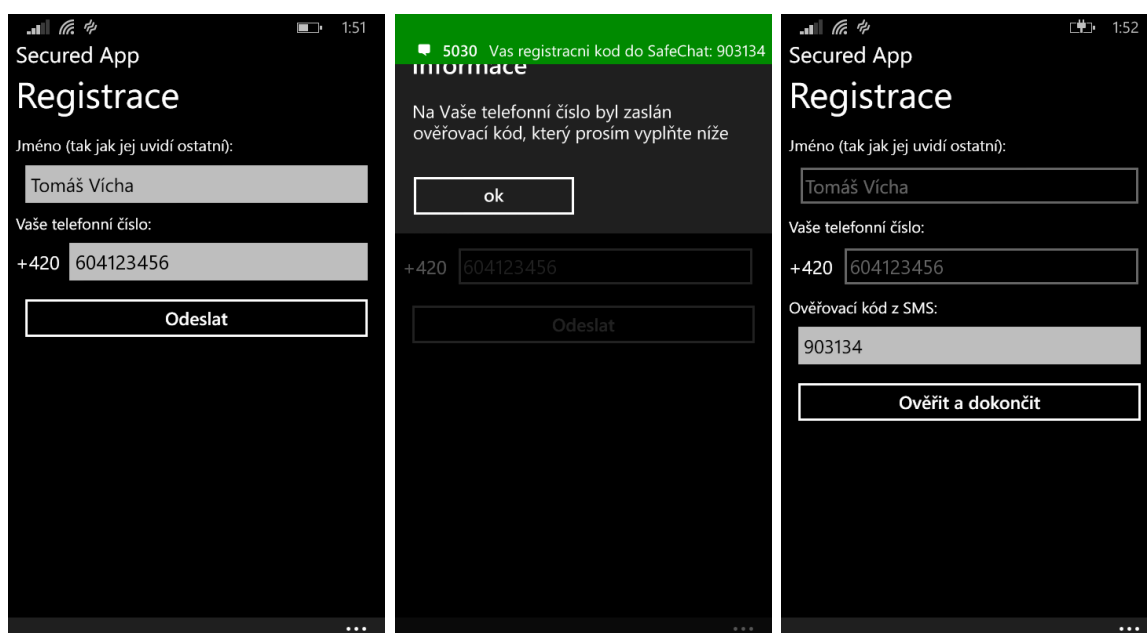 1:51
Secured App
Registrace
Jméno (tak jak jej uvidí ostatní):
Tomáš Vícha
Vaše telefonní číslo:
+420 604123456
Odeslat
5030 Vas registracni kod do SafeChat: 903134
Informace
Na Vaše telefonní číslo byl zaslán
ověřovací kód, který prosím vyplňte níže
ok
+420 604123456
Odeslat
1:52
Secured App
Registrace
Jméno (tak jak jej uvidí ostatní):
Tomáš Vícha
Vaše telefonní číslo:
+420 604123456
Ověřovací kód z SMS:
903134
Ověřit a dokončit